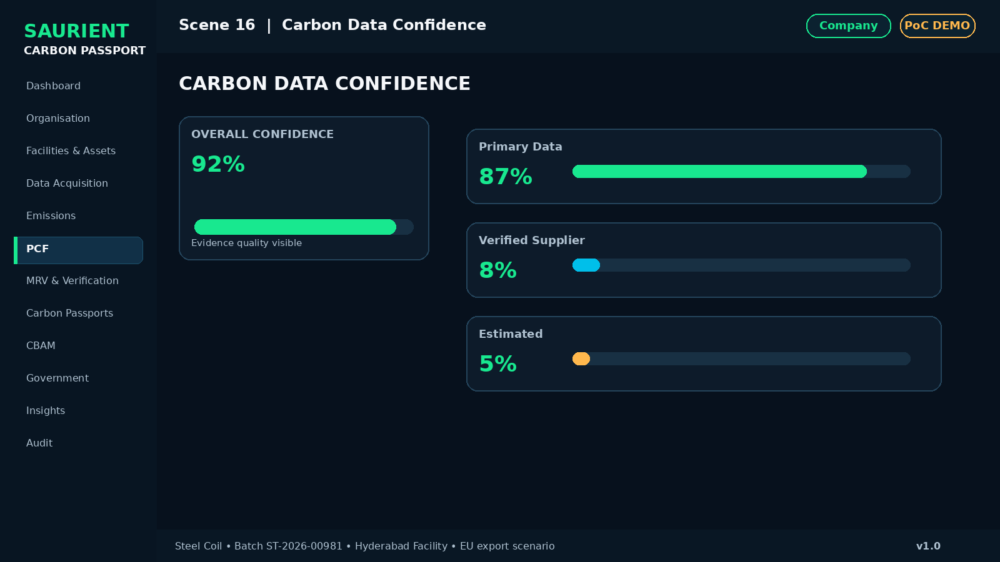 SAURIENT
CARBON PASSPORT
Dashboard
Organisation
Facilities & Assets
Data Acquisition
Emissions
PCF
MRV & Verification
Carbon Passports
CBAM
Government
Insights
Audit
Scene 16 | Carbon Data Confidence
Company
PoC DEMO
CARBON DATA CONFIDENCE
OVERALL CONFIDENCE
92%
Evidence quality visible
Primary Data
87%
Verified Supplier
8%
Estimated
5%
Steel Coil • Batch ST-2026-00981 • Hyderabad Facility • EU export scenario
v1.0